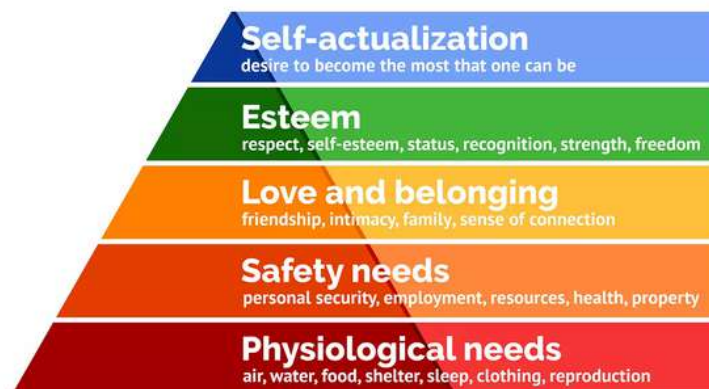 Self-actualization
desire to become the most that one can be
Esteem
respect, self-esteem, status, recognition, strength, freedom
Love and belonging
friendship, intimacy, family, sense of connection
Safety needs
personal security, employment, resources, health, property
Physiological needs
air, water, food, shelter, sleep, clothing, reproduction